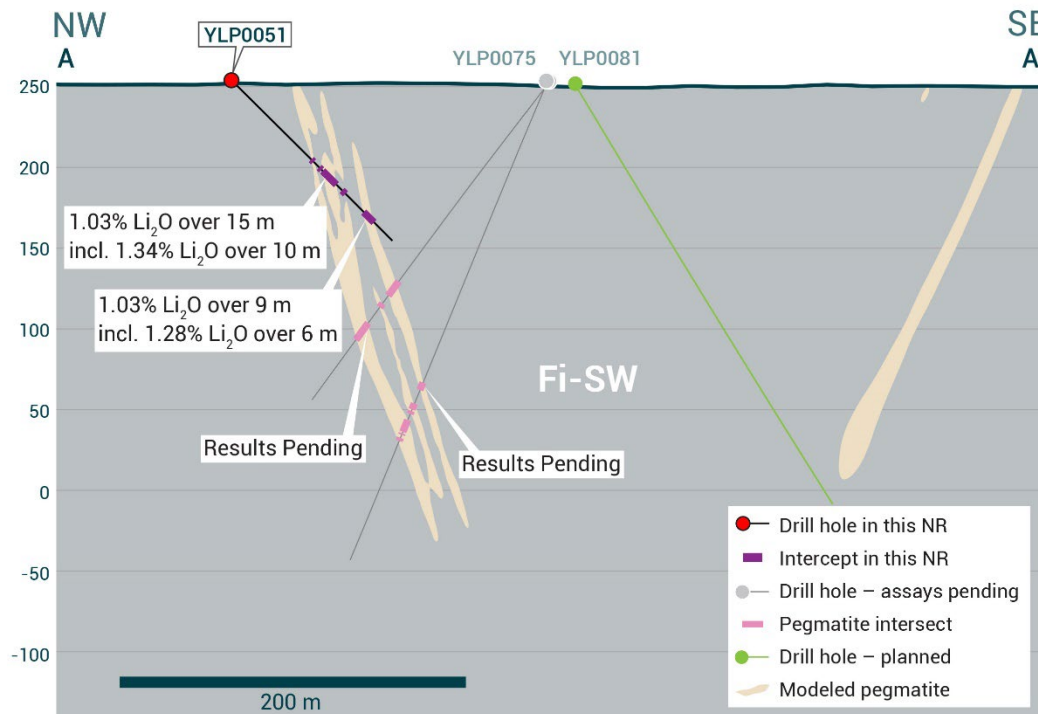 NW
SE
A
A
YLP0051
YLP0075
YLP0081
250
200
150
100
50
0
-50
-100
1.03% Li₂O over 15 m
incl. 1.34% Li₂O over 10 m
1.03% Li₂O over 9 m
incl. 1.28% Li₂O over 6 m
Fi-SW
Results Pending
Results Pending
Drill hole in this NR
Intercept in this NR
Drill hole – assays pending
Pegmatite intersect
Drill hole – planned
Modeled pegmatite
200 m